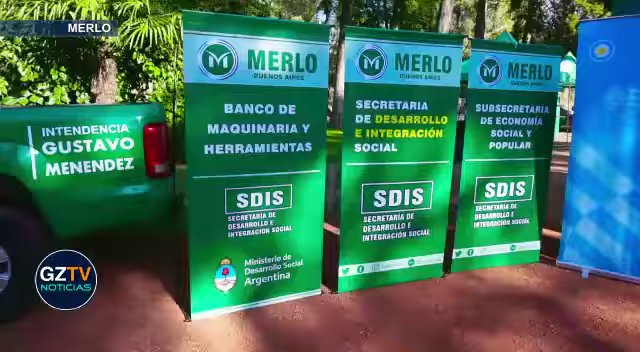 MERLO
INTENDENCIA
GUSTAVO
MENENDEZ
GZTV
NOTICIAS
M
MERLO
BUENOS AIRES
BANCO DE
MAQUINARIA Y
HERRAMIENTAS
SDIS
SECRETARÍA DE
DESARROLLO E
INTEGRACIÓN SOCIAL
Ministerio de
Desarrollo Social
Argentina
M
MERLO
BUENOS AIRES
SECRETARIA
DE DESARROLLO
E INTEGRACIÓN
SOCIAL
SDIS
SECRETARÍA DE
DESARROLLO E
INTEGRACIÓN SOCIAL
M
MERLO
BUENOS AIRES
SUBSECRETARIA
DE ECONOMÍA
SOCIAL Y
POPULAR
SDIS
SECRETARÍA DE
DESARROLLO E
INTEGRACIÓN SOCIAL